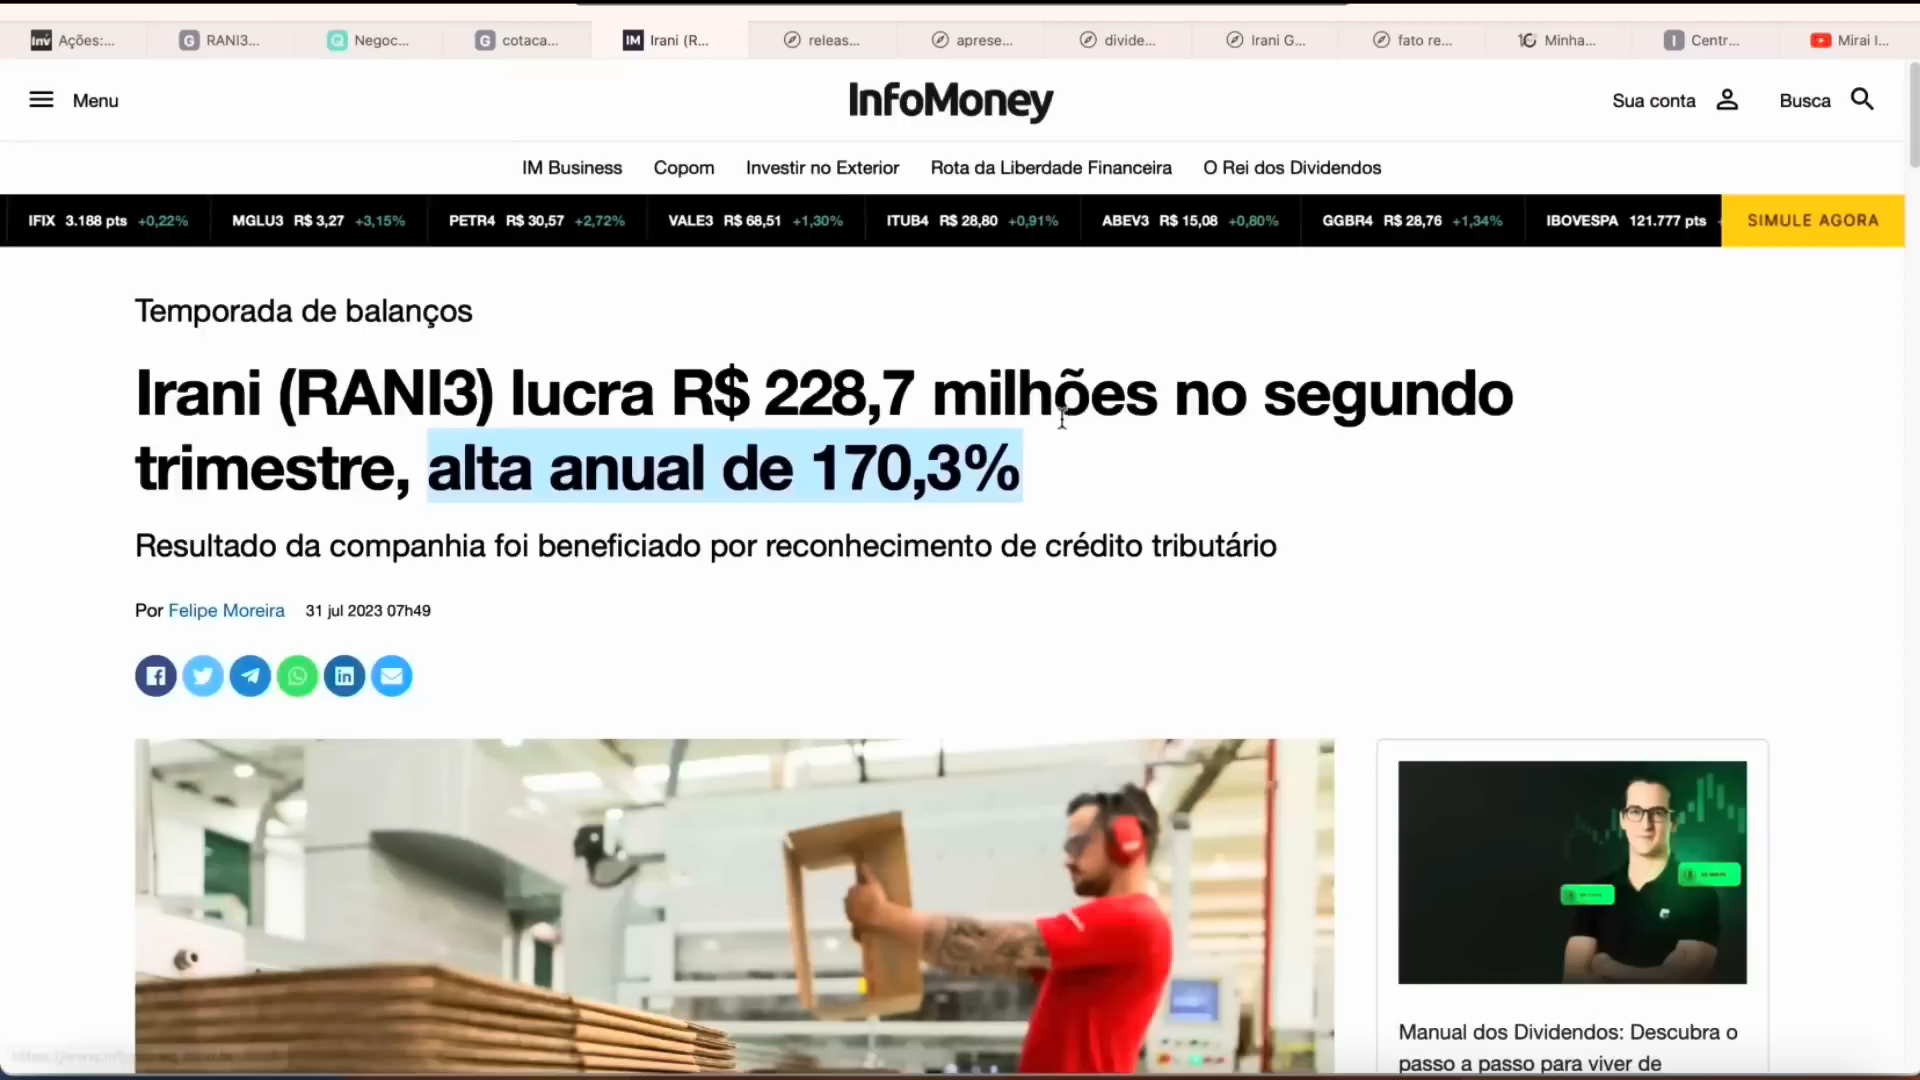 Inv Ações:...
G RANI3...
Q Negoc...
G cotaca...
IM Irani (R...
releas...
aprese...
divide...
Irani G...
fato re...
Minha...
I Centr...
Mirai I...
Menu
InfoMoney
Sua conta
Busca
IM Business
Copom
Investir no Exterior
Rota da Liberdade Financeira
O Rei dos Dividendos
IFIX 3.188 pts +0,22%
MGLU3 R$ 3,27 +3,15%
PETR4 R$ 30,57 +2,72%
VALE3 R$ 68,51 +1,30%
ITUB4 R$ 28,80 +0,91%
ABEV3 R$ 15,08 +0,80%
GGBR4 R$ 28,76 +1,34%
IBOVESPA 121.777 pts
SIMULE AGORA
Temporada de balanços
Irani (RANI3) lucra R$ 228,7 milhões no segundo
trimestre, alta anual de 170,3%
Resultado da companhia foi beneficiado por reconhecimento de crédito tributário
Por Felipe Moreira 31 jul 2023 07h49
Manual dos Dividendos: Descubra o
passo a passo para viver de